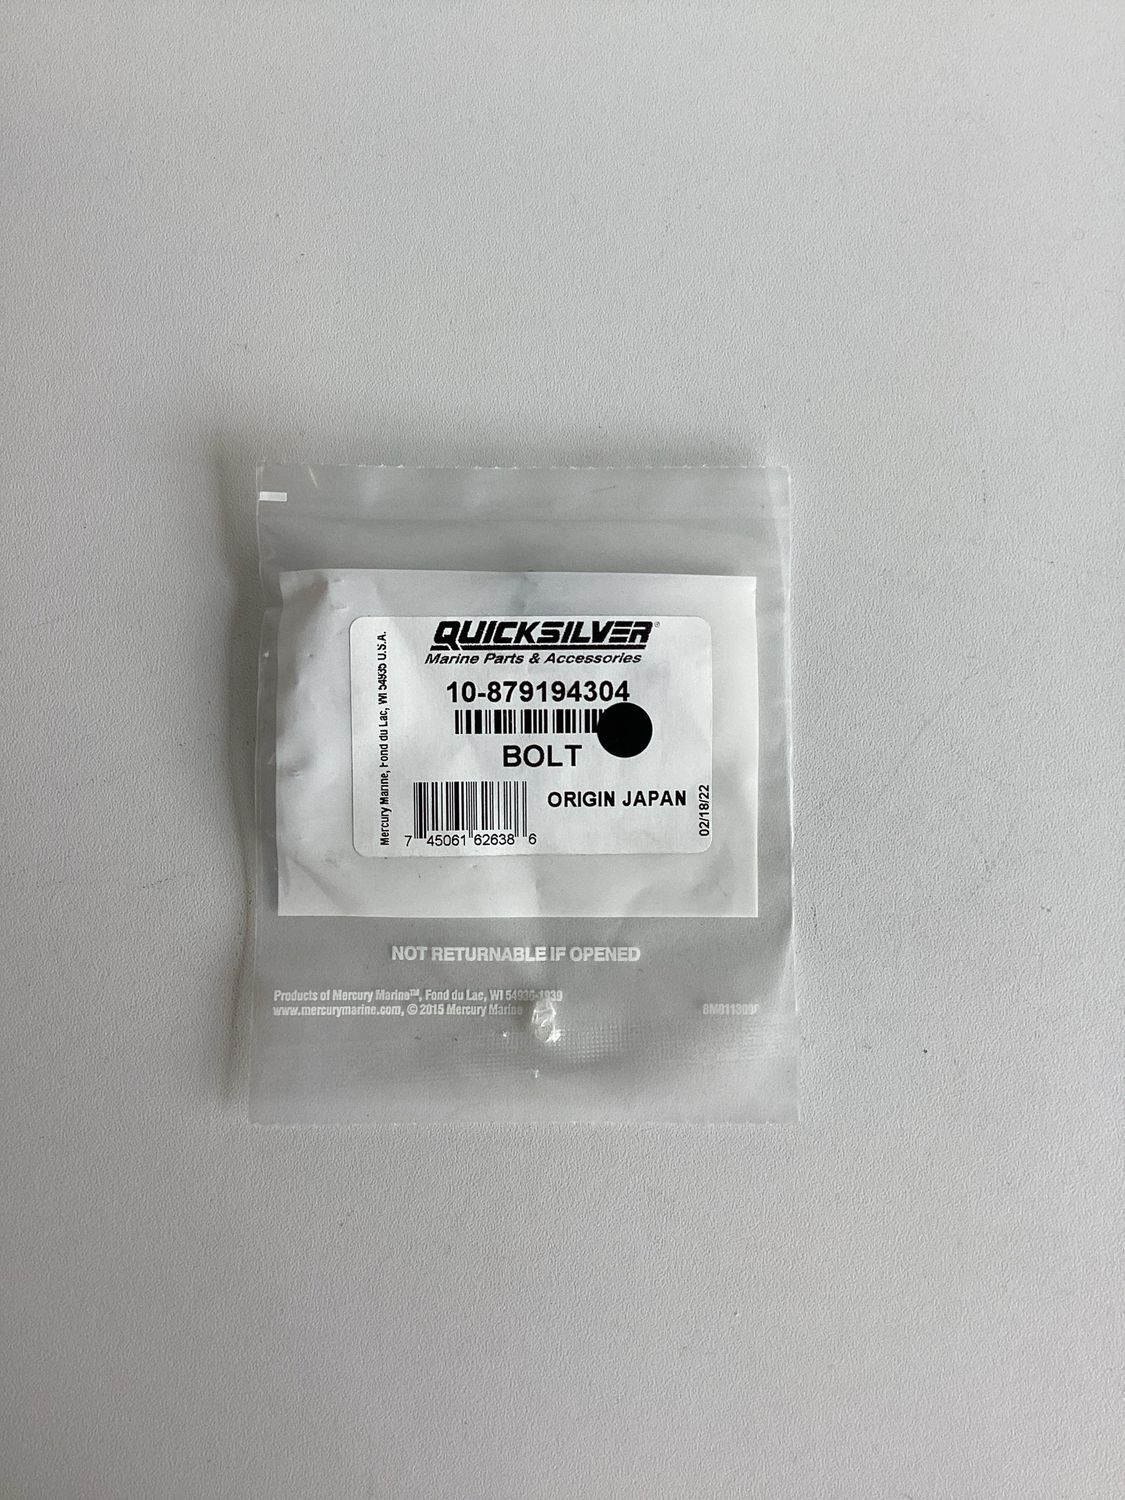 QUICKSILVER®
Marine Parts & Accessories
10-879194304
BOLT
ORIGIN JAPAN
7 45061 62638 6
02/18/22
Mercury Marine, Fond du Lac, WI 54935 U.S.A.
NOT RETURNABLE IF OPENED
Products of Mercury Marine™, Fond du Lac, WI 54936-1939
www.mercurymarine.com, © 2015 Mercury Marine